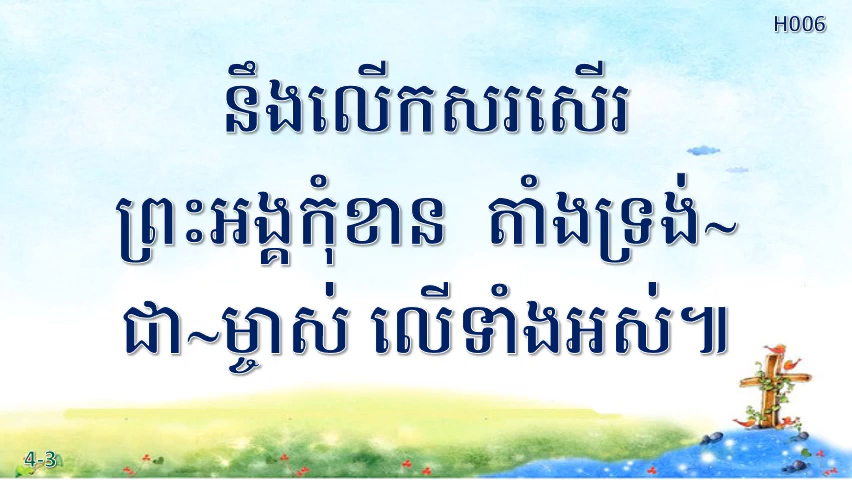 H006
នឹងលើកសរសើរ
ព្រះអង្គកុំខាន តាំងទ្រង់~
ជា~ម្ចាស់ លើទាំងអស់៕
4-3